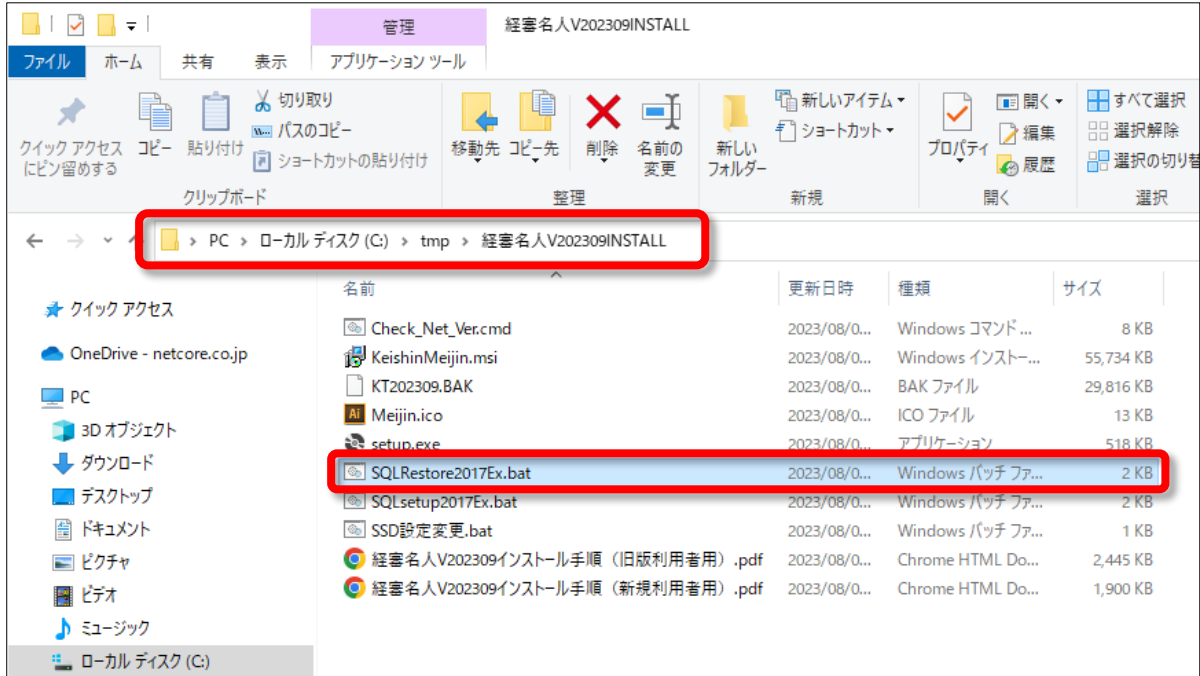 管理
経審名人V202309INSTALL
ファイル
ホーム
共有
表示
アプリケーション ツール
クイック アクセス
にピン留めする
コピー
貼り付け
切り取り
パスのコピー
ショートカットの貼り付け
クリップボード
移動先
コピー先
削除
名前の
変更
整理
新しい
フォルダー
新しいアイテム
ショートカット
新規
プロパティ
開く
編集
履歴
開く
すべて選択
選択解除
選択の切り替
選択
PC
ローカル ディスク (C:)
tmp
経審名人V202309INSTALL
クイック アクセス
OneDrive - netcore.co.jp
PC
3D オブジェクト
ダウンロード
デスクトップ
ドキュメント
ピクチャ
ビデオ
ミュージック
ローカル ディスク (C:)
名前 更新日時 種類 サイズ
Check_Net_Ver.cmd 2023/08/0... Windows コマンド ... 8 KB
KeishinMeijin.msi 2023/08/0... Windows インストー... 55,734 KB
KT202309.BAK 2023/08/0... BAK ファイル 29,816 KB
Ai Meijin.ico 2023/08/0... ICO ファイル 13 KB
setup.exe 2023/08/0... アプリケーション 518 KB
SQLRestore2017Ex.bat 2023/08/0... Windows バッチ ファ... 2 KB
SQLsetup2017Ex.bat 2023/08/0... Windows バッチ ファ... 2 KB
SSD設定変更.bat 2023/08/0... Windows バッチ ファ... 1 KB
経審名人V202309インストール手順（旧版利用者用）.pdf 2023/08/0... Chrome HTML Do... 2,445 KB
経審名人V202309インストール手順（新規利用者用）.pdf 2023/08/0... Chrome HTML Do... 1,900 KB